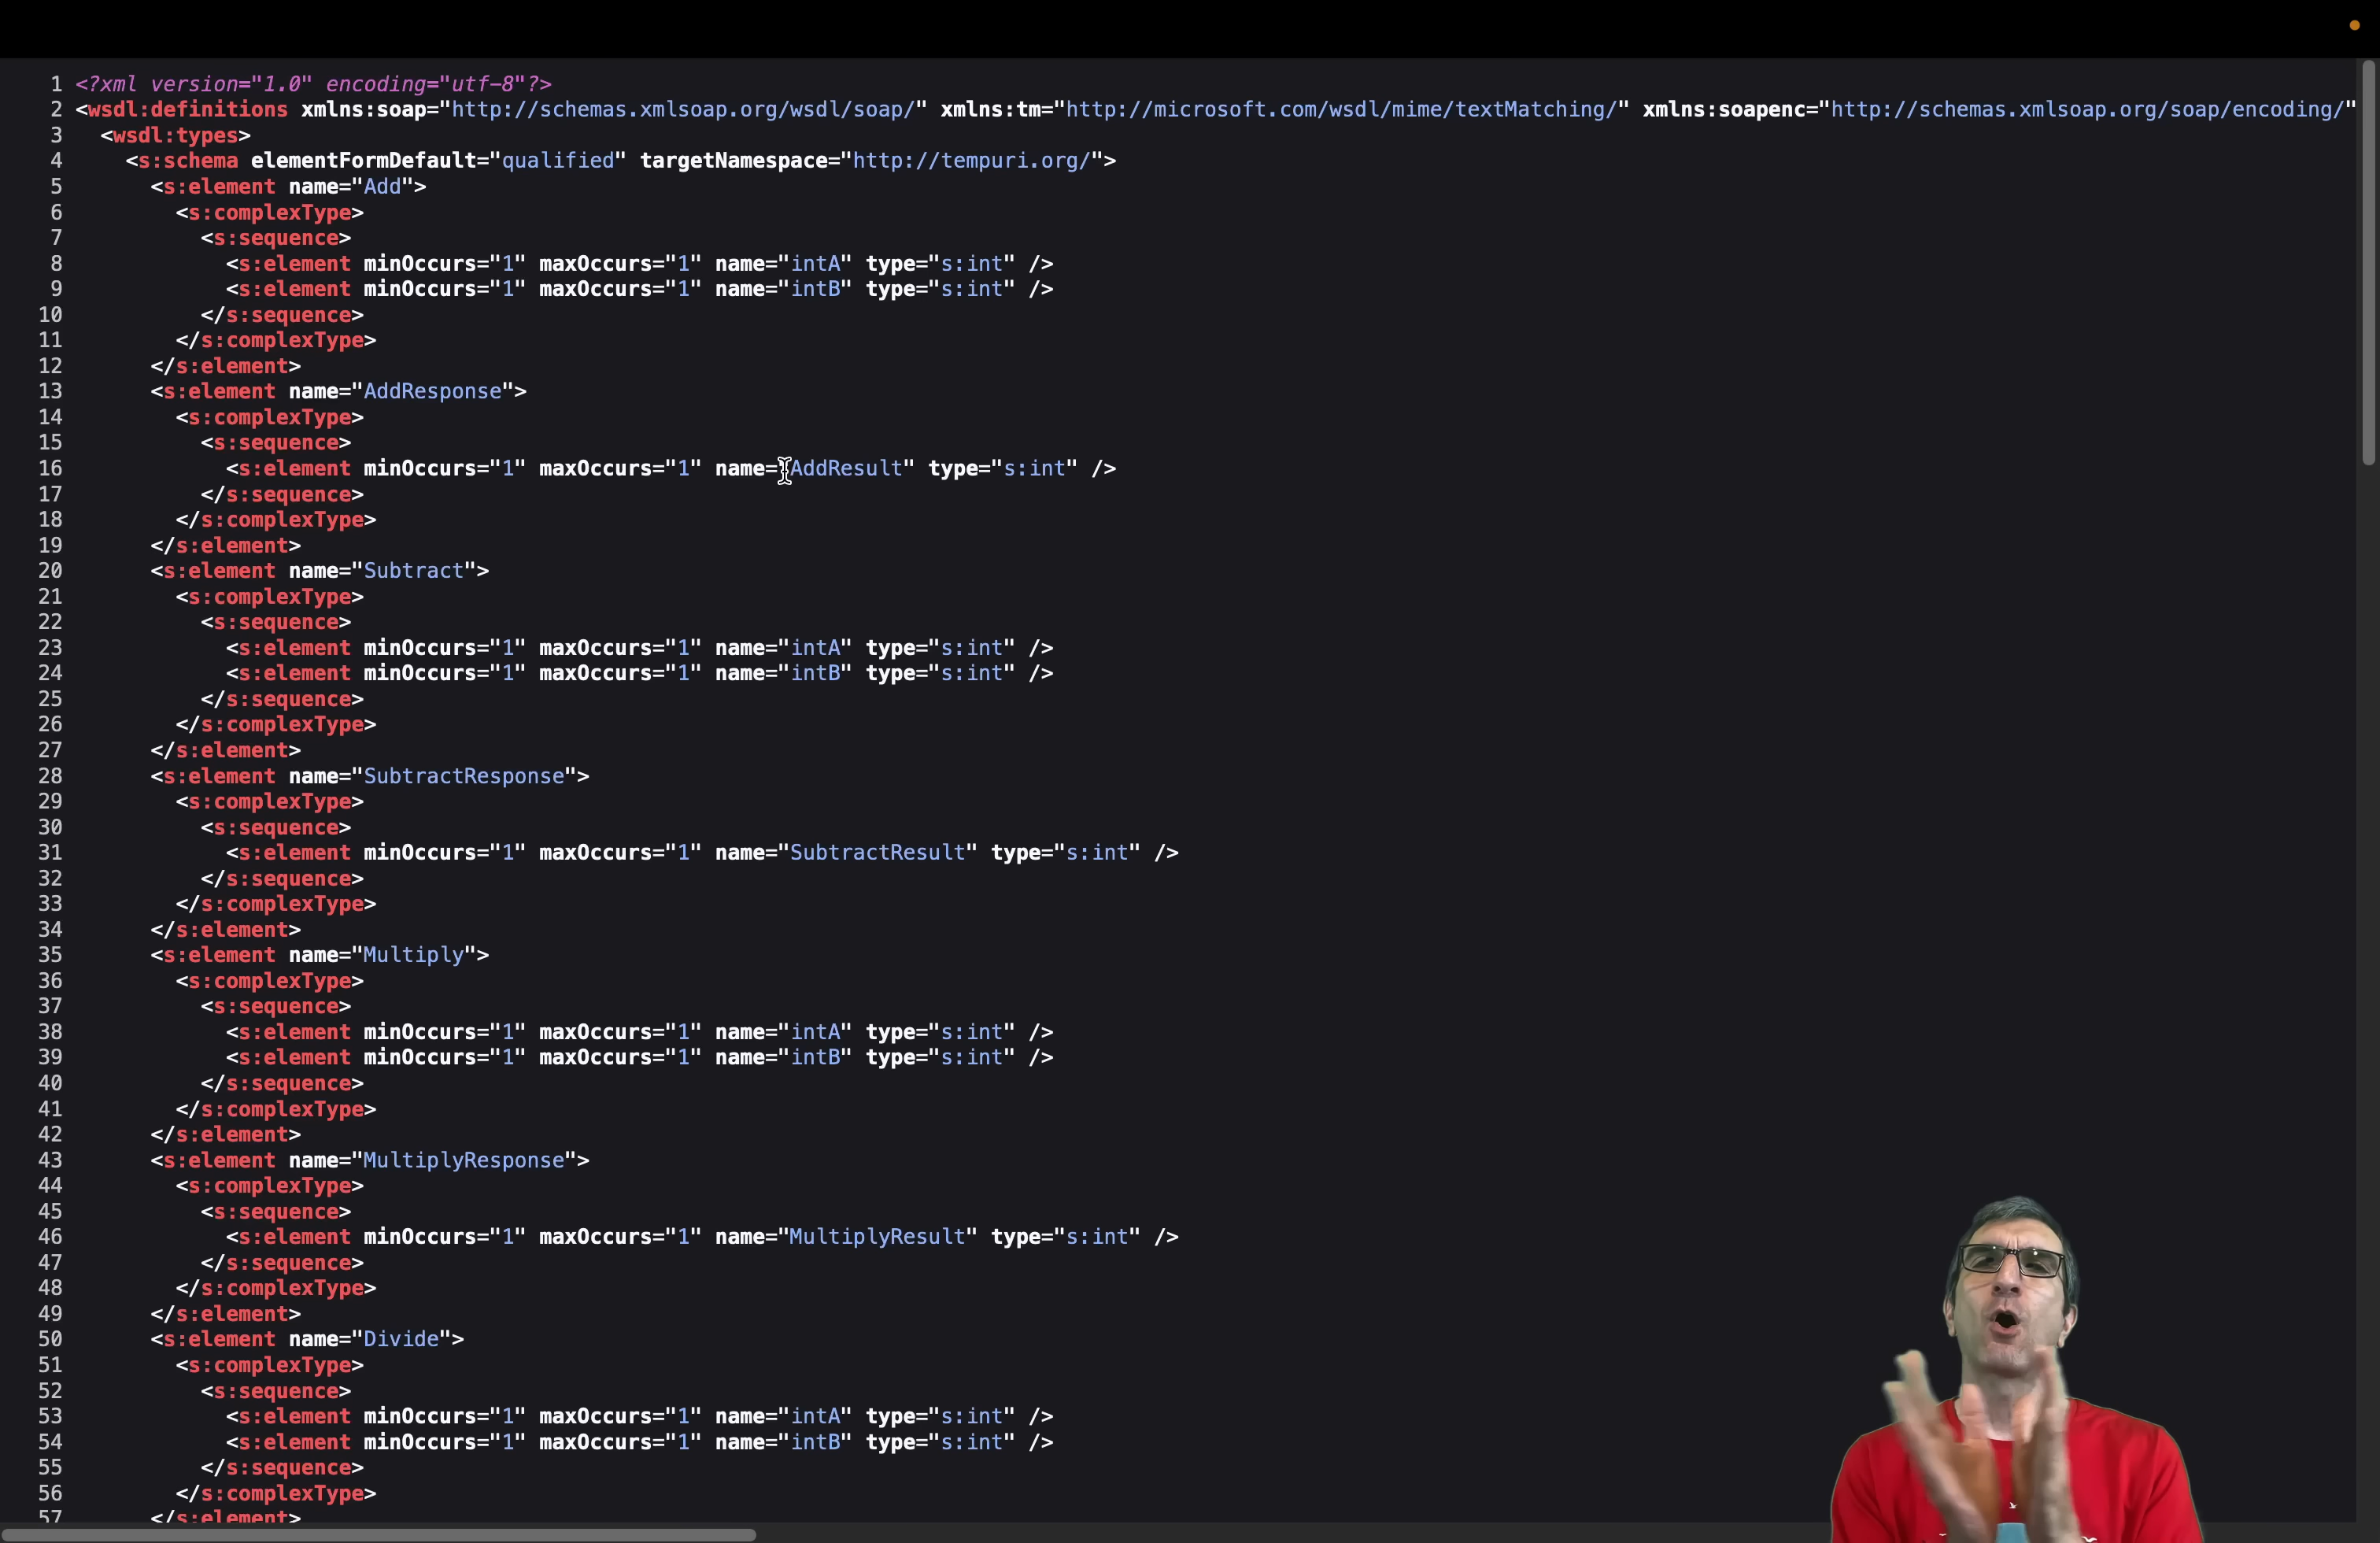 1 <?xml version="1.0" encoding="utf-8"?>
2 <wsdl:definitions xmlns:soap="http://schemas.xmlsoap.org/wsdl/soap/" xmlns:tm="http://microsoft.com/wsdl/mime/textMatching/" xmlns:soapenc="http://schemas.xmlsoap.org/soap/encoding/"
3 <wsdl:types>
4 <s:schema elementFormDefault="qualified" targetNamespace="http://tempuri.org/">
5 <s:element name="Add">
6 <s:complexType>
7 <s:sequence>
8 <s:element minOccurs="1" maxOccurs="1" name="intA" type="s:int" />
9 <s:element minOccurs="1" maxOccurs="1" name="intB" type="s:int" />
10 </s:sequence>
11 </s:complexType>
12 </s:element>
13 <s:element name="AddResponse">
14 <s:complexType>
15 <s:sequence>
16 <s:element minOccurs="1" maxOccurs="1" name="AddResult" type="s:int" />
17 </s:sequence>
18 </s:complexType>
19 </s:element>
20 <s:element name="Subtract">
21 <s:complexType>
22 <s:sequence>
23 <s:element minOccurs="1" maxOccurs="1" name="intA" type="s:int" />
24 <s:element minOccurs="1" maxOccurs="1" name="intB" type="s:int" />
25 </s:sequence>
26 </s:complexType>
27 </s:element>
28 <s:element name="SubtractResponse">
29 <s:complexType>
30 <s:sequence>
31 <s:element minOccurs="1" maxOccurs="1" name="SubtractResult" type="s:int" />
32 </s:sequence>
33 </s:complexType>
34 </s:element>
35 <s:element name="Multiply">
36 <s:complexType>
37 <s:sequence>
38 <s:element minOccurs="1" maxOccurs="1" name="intA" type="s:int" />
39 <s:element minOccurs="1" maxOccurs="1" name="intB" type="s:int" />
40 </s:sequence>
41 </s:complexType>
42 </s:element>
43 <s:element name="MultiplyResponse">
44 <s:complexType>
45 <s:sequence>
46 <s:element minOccurs="1" maxOccurs="1" name="MultiplyResult" type="s:int" />
47 </s:sequence>
48 </s:complexType>
49 </s:element>
50 <s:element name="Divide">
51 <s:complexType>
52 <s:sequence>
53 <s:element minOccurs="1" maxOccurs="1" name="intA" type="s:int" />
54 <s:element minOccurs="1" maxOccurs="1" name="intB" type="s:int" />
55 </s:sequence>
56 </s:complexType>
57 </s:element>